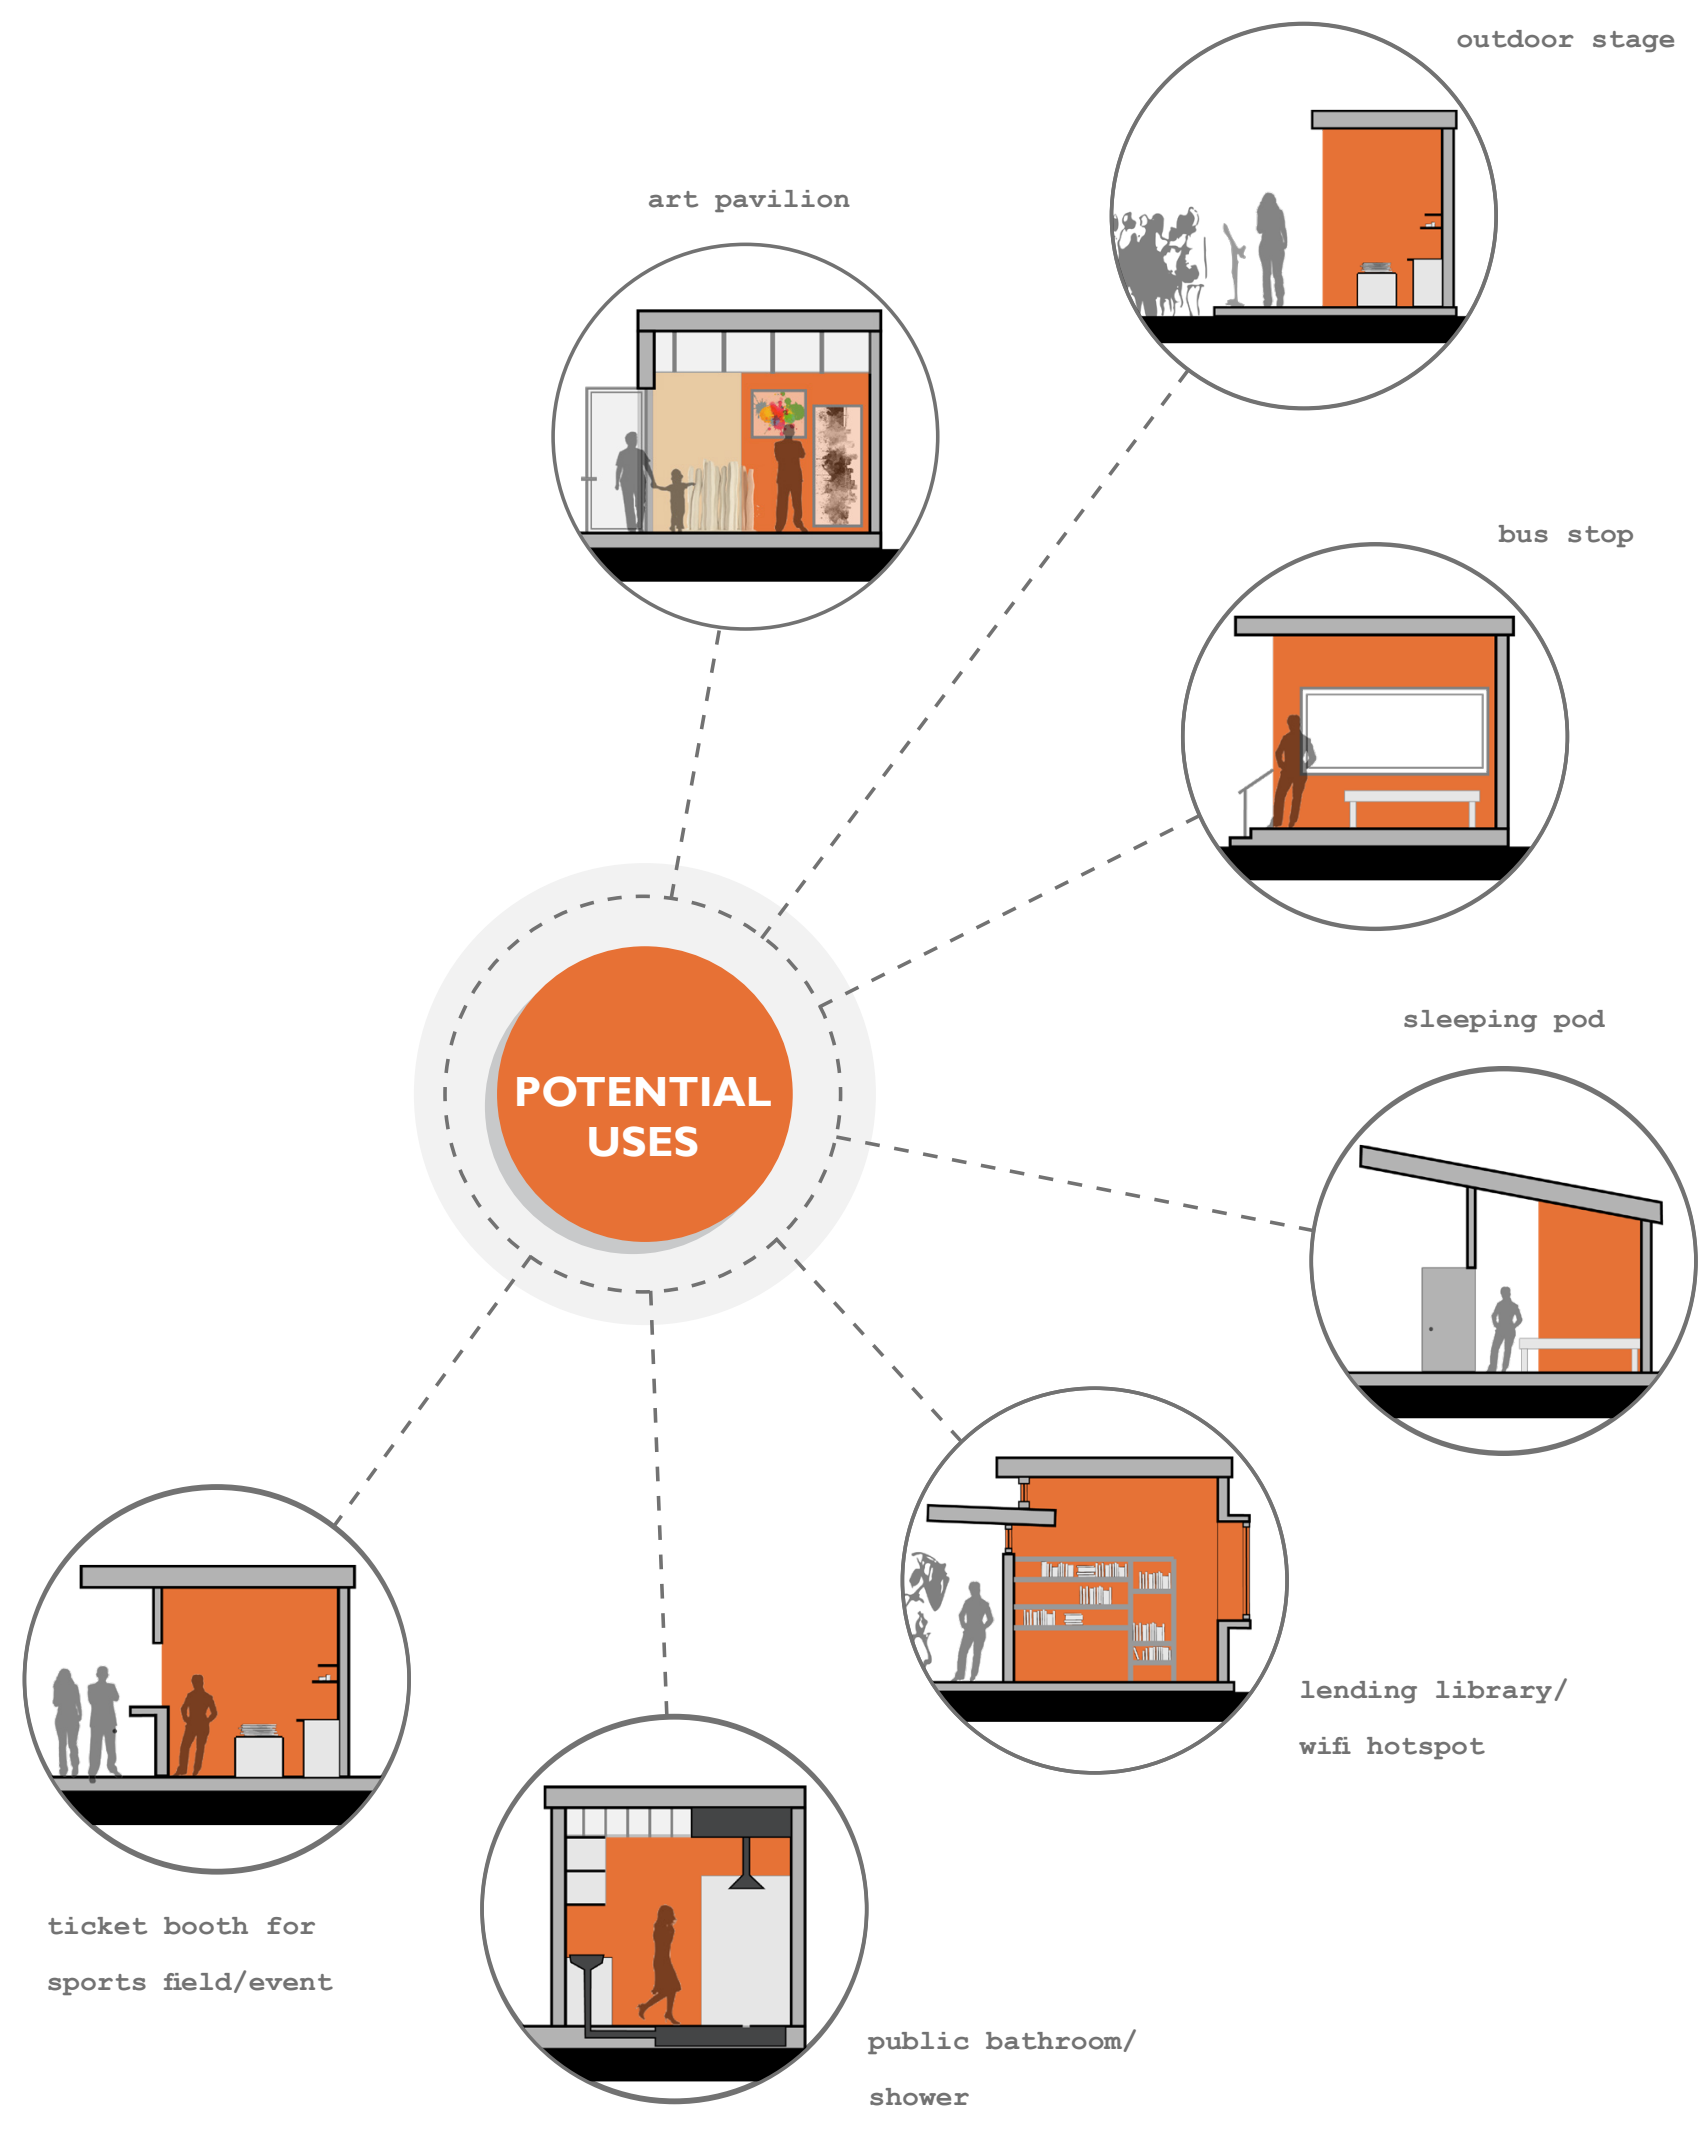 outdoor stage
art pavilion
bus stop
sleeping pod
POTENTIAL
USES
lending library/
wifi hotspot
ticket booth for
sports field/event
public bathroom/
shower